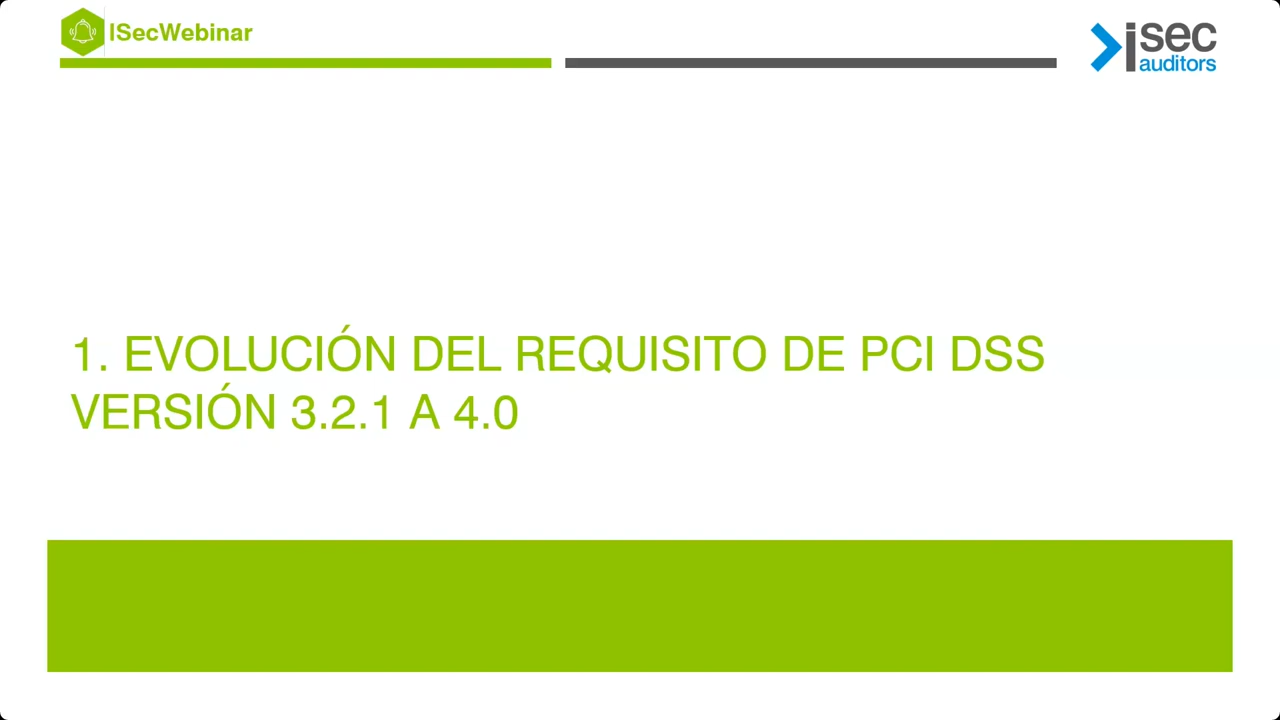 ISecWebinar
isec
auditors
1. EVOLUCIÓN DEL REQUISITO DE PCI DSS
VERSIÓN 3.2.1 A 4.0